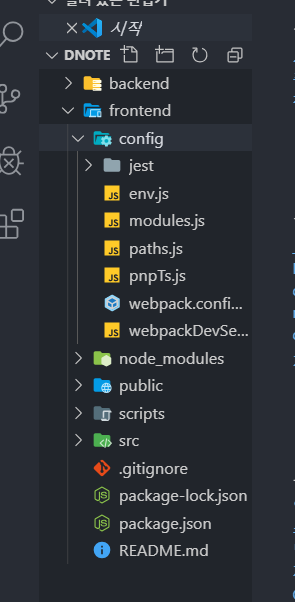 시작
DNOTE
backend
frontend
config
jest
env.js
modules.js
paths.js
pnpTs.js
webpack.confi...
webpackDevSe...
node_modules
public
scripts
src
.gitignore
package-lock.json
package.json
README.md